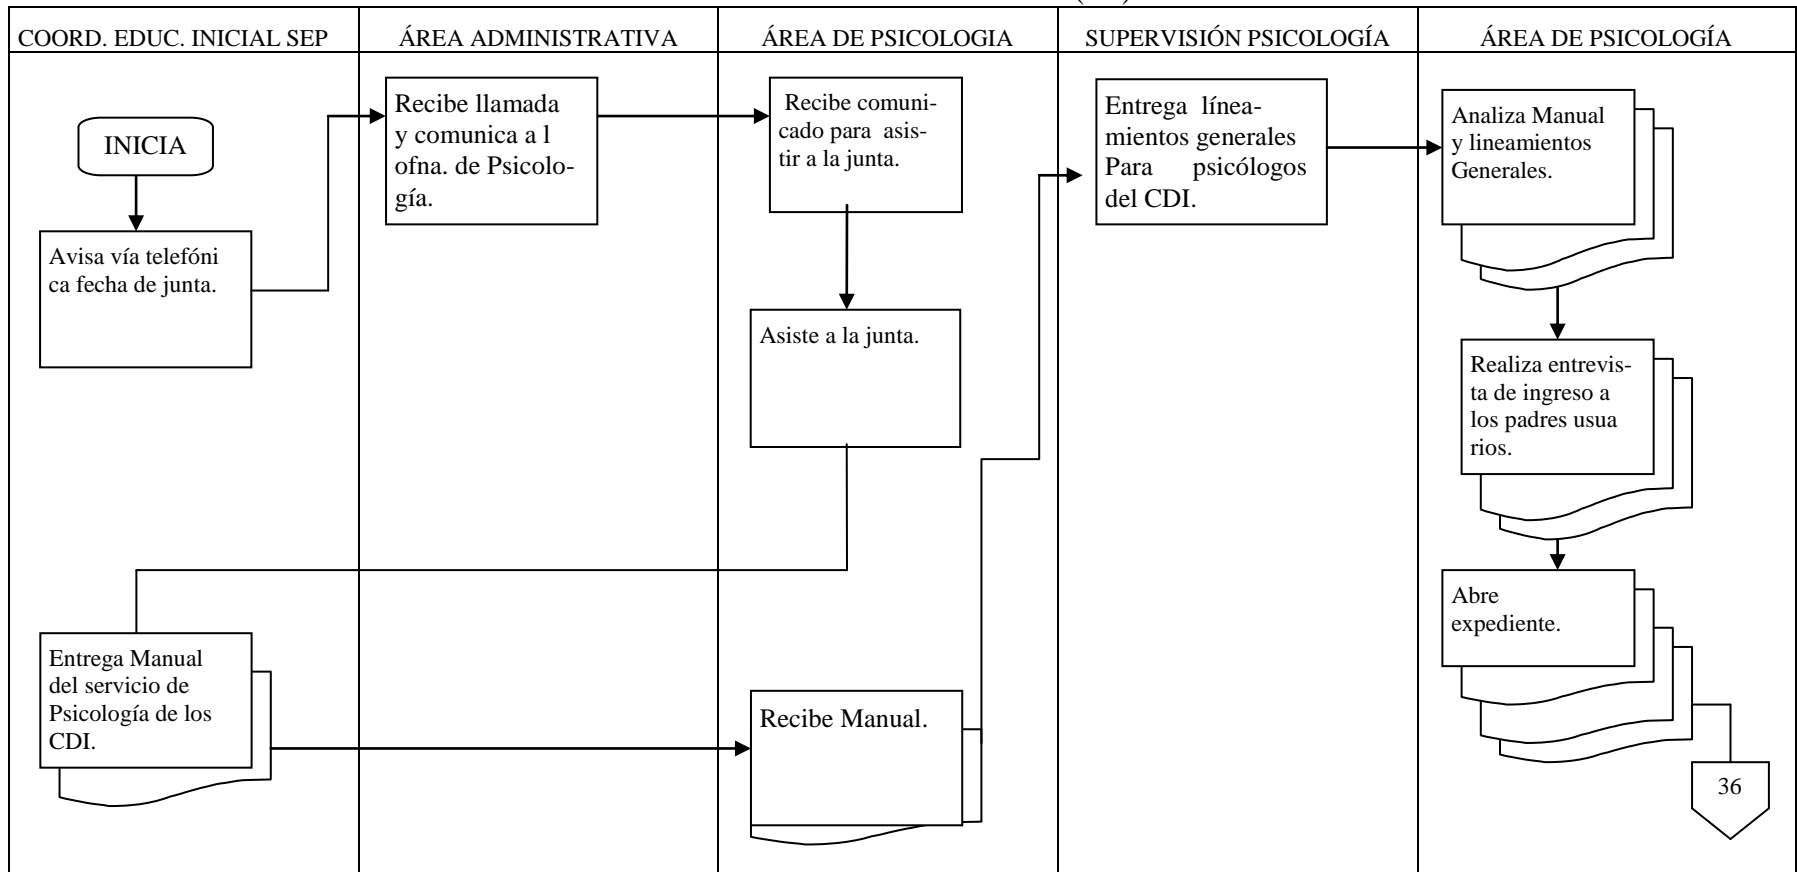 COORD. EDUC. INICIAL SEP
ÁREA ADMINISTRATIVA
ÁREA DE PSICOLOGIA
SUPERVISIÓN PSICOLOGÍA
ÁREA DE PSICOLOGÍA
INICIA
Avisa vía telefóni
ca fecha de junta.
Recibe llamada
y comunica a l
ofna. de Psicolo-
gía.
Recibe comuni-
cado para asis-
tir a la junta.
Asiste a la junta.
Entrega Manual
del servicio de
Psicología de los
CDI.
Recibe Manual.
Entrega línea-
mientos generales
Para psicólogos
del CDI.
Analiza Manual
y lineamientos
Generales.
Realiza entrevis-
ta de ingreso a
los padres usua
rios.
Abre
expediente.
36